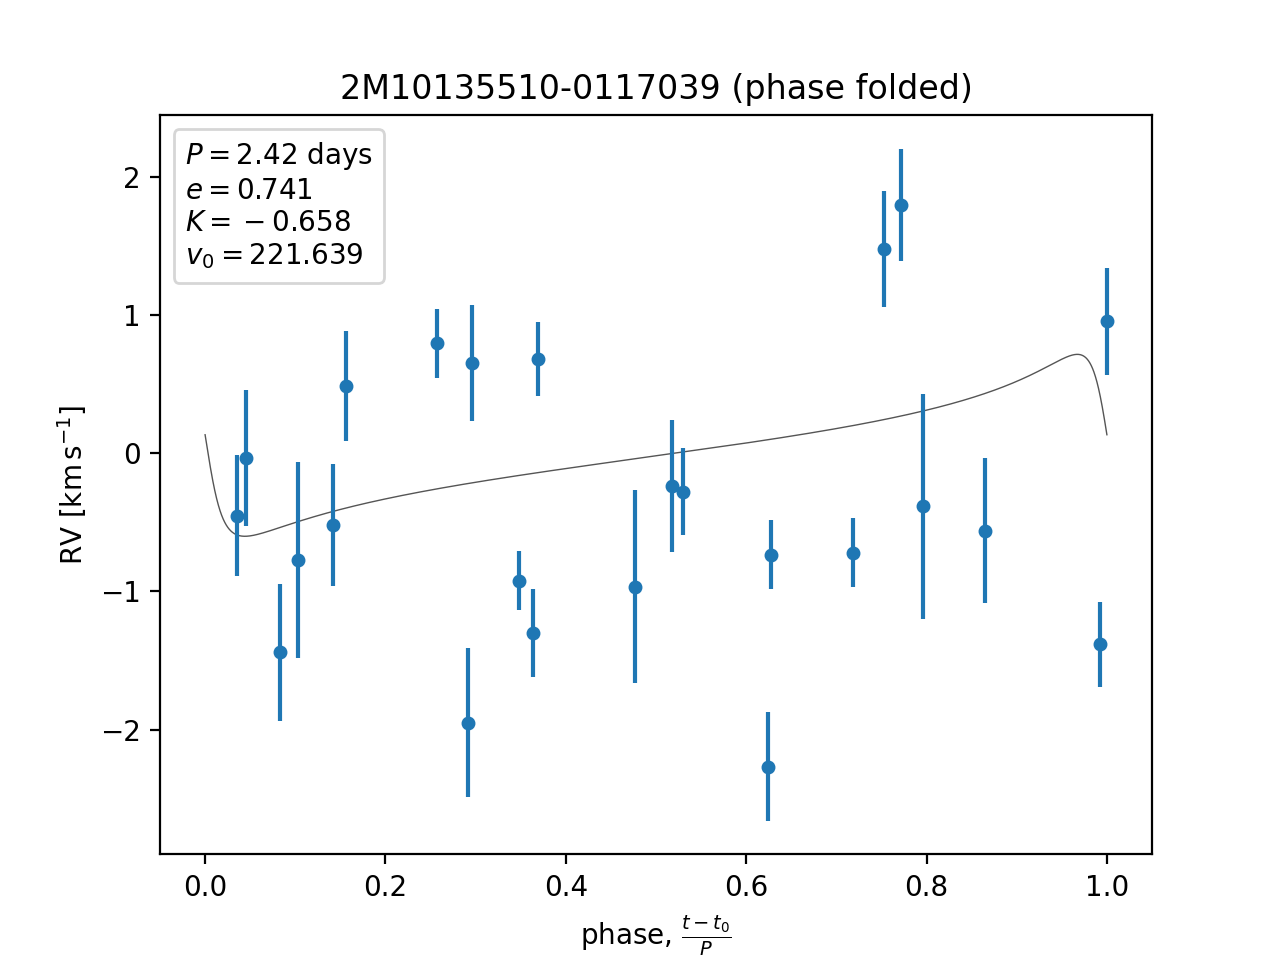 2M10135510-0117039 (phase folded)
P = 2.42 days
e = 0.741
K = −0.658
v₀ = 221.639
RV [km s⁻¹]
2
1
0
−1
−2
0.0 0.2 0.4 0.6 0.8 1.0
phase, (t − t₀)/P